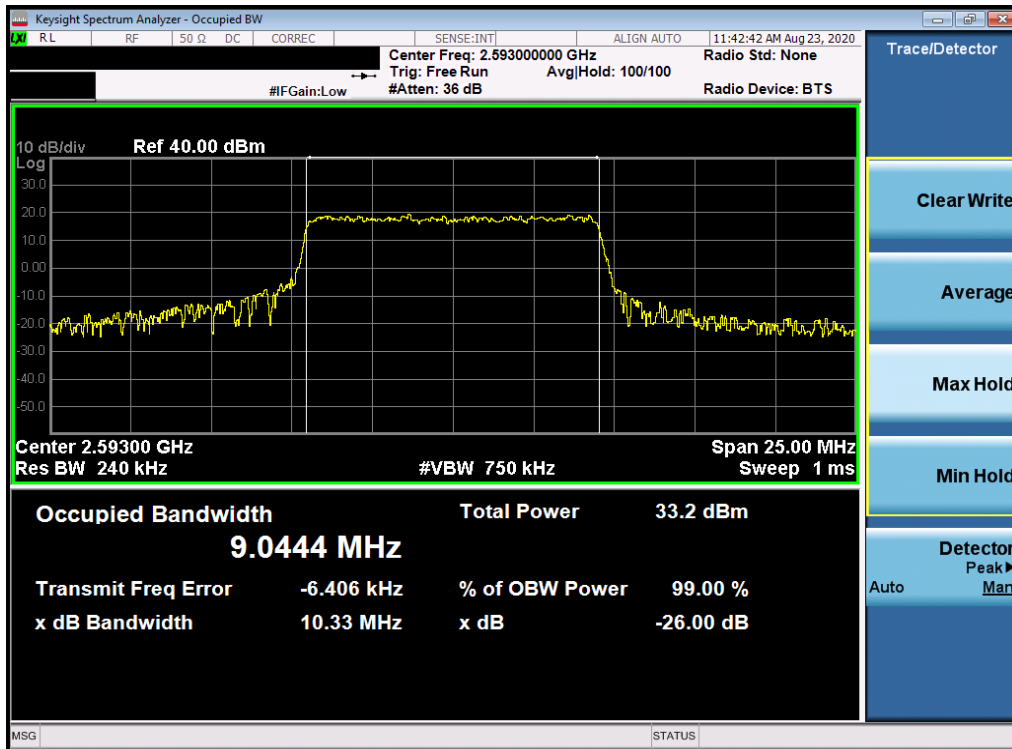 Keysight Spectrum Analyzer - Occupied BW
LXI RL RF 50 Ω DC CORREC SENSE:INT ALIGN AUTO 11:42:42 AM Aug 23, 2020
Center Freq: 2.593000000 GHz Radio Std: None
Trig: Free Run Avg|Hold: 100/100
#IFGain:Low #Atten: 36 dB Radio Device: BTS
Trace/Detector
10 dB/div Ref 40.00 dBm
Log
30.0
20.0
10.0
0.00
-10.0
-20.0
-30.0
-40.0
-50.0
Center 2.59300 GHz Span 25.00 MHz
Res BW 240 kHz #VBW 750 kHz Sweep 1 ms
Occupied Bandwidth Total Power 33.2 dBm
9.0444 MHz
Transmit Freq Error -6.406 kHz % of OBW Power 99.00 %
x dB Bandwidth 10.33 MHz x dB -26.00 dB
Clear Write
Average
Max Hold
Min Hold
Detector
Peak
Auto Man
MSG STATUS